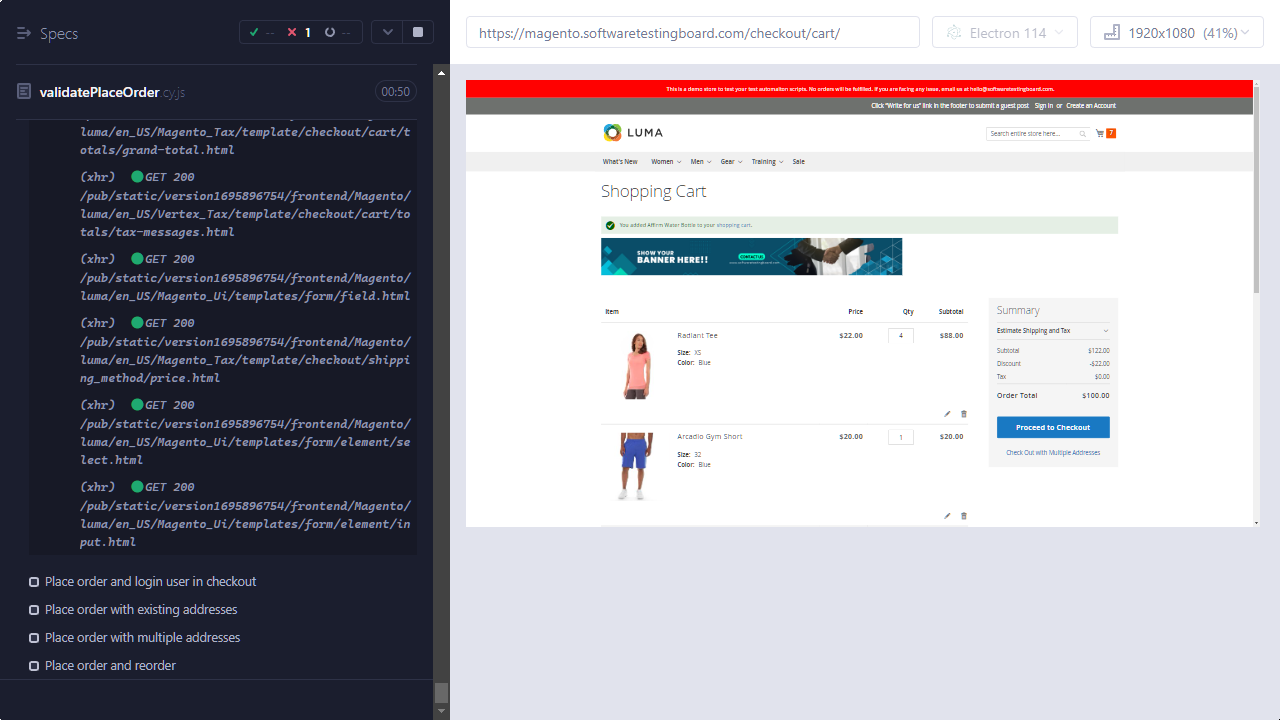 Specs
-- 1 --
validatePlaceOrder.cy.js 00:50
luma/en_US/Magento_Tax/template/checkout/cart/t
otals/grand-total.html
(xhr) GET 200
/pub/static/version1695896754/frontend/Magento/
luma/en_US/Vertex_Tax/template/checkout/cart/to
tals/tax-messages.html
(xhr) GET 200
/pub/static/version1695896754/frontend/Magento/
luma/en_US/Magento_Ui/templates/form/field.html
(xhr) GET 200
/pub/static/version1695896754/frontend/Magento/
luma/en_US/Magento_Tax/template/checkout/shippi
ng_method/price.html
(xhr) GET 200
/pub/static/version1695896754/frontend/Magento/
luma/en_US/Magento_Ui/templates/form/element/se
lect.html
(xhr) GET 200
/pub/static/version1695896754/frontend/Magento/
luma/en_US/Magento_Ui/templates/form/element/in
put.html
Place order and login user in checkout
Place order with existing addresses
Place order with multiple addresses
Place order and reorder
https://magento.softwaretestingboard.com/checkout/cart/
Electron 114
1920x1080 (41%)
This is a demo store to test your test automaiton scripts. No orders will be fulfilled. If you are facing any issue, email us at hello@softwaretestingboard.com.
Click "Write for us" link in the footer to submit a guest post Sign In or Create an Account
LUMA
Search entire store here...
7
What's New Women Men Gear Training Sale
Shopping Cart
You added Affirm Water Bottle to your shopping cart.
SHOW YOUR
BANNER HERE!!
CONTACT US
www.softwaretestingboard.com
Item Price Qty Subtotal
Radiant Tee $22.00 4 $88.00
Size: XS
Color: Blue
Arcadio Gym Short $20.00 1 $20.00
Size: 32
Color: Blue
Summary
Estimate Shipping and Tax
Subtotal $122.00
Discount -$22.00
Tax $0.00
Order Total $100.00
Proceed to Checkout
Check Out with Multiple Addresses